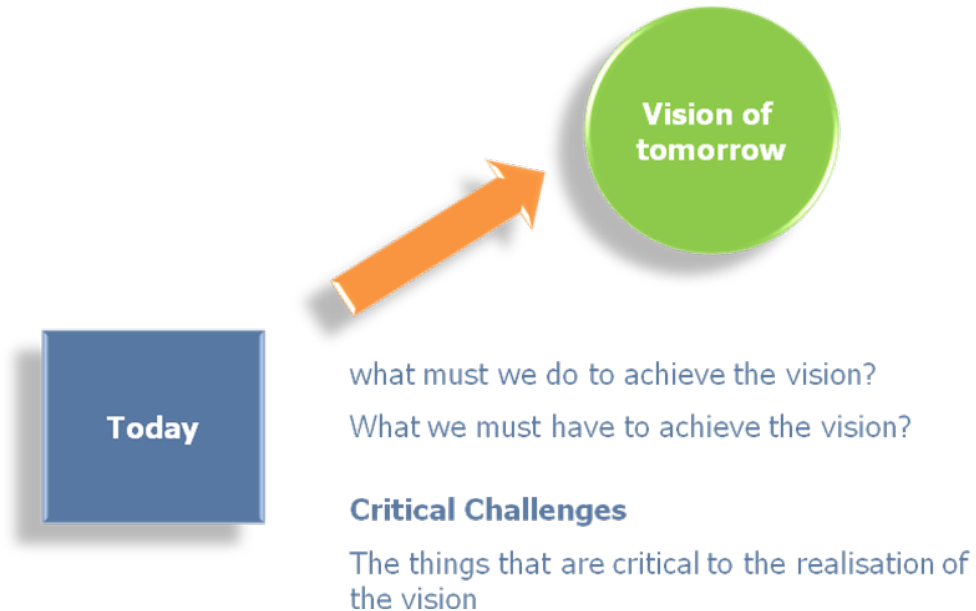 Vision of
tomorrow
Today
what must we do to achieve the vision?
What we must have to achieve the vision?
Critical Challenges
The things that are critical to the realisation of
the vision